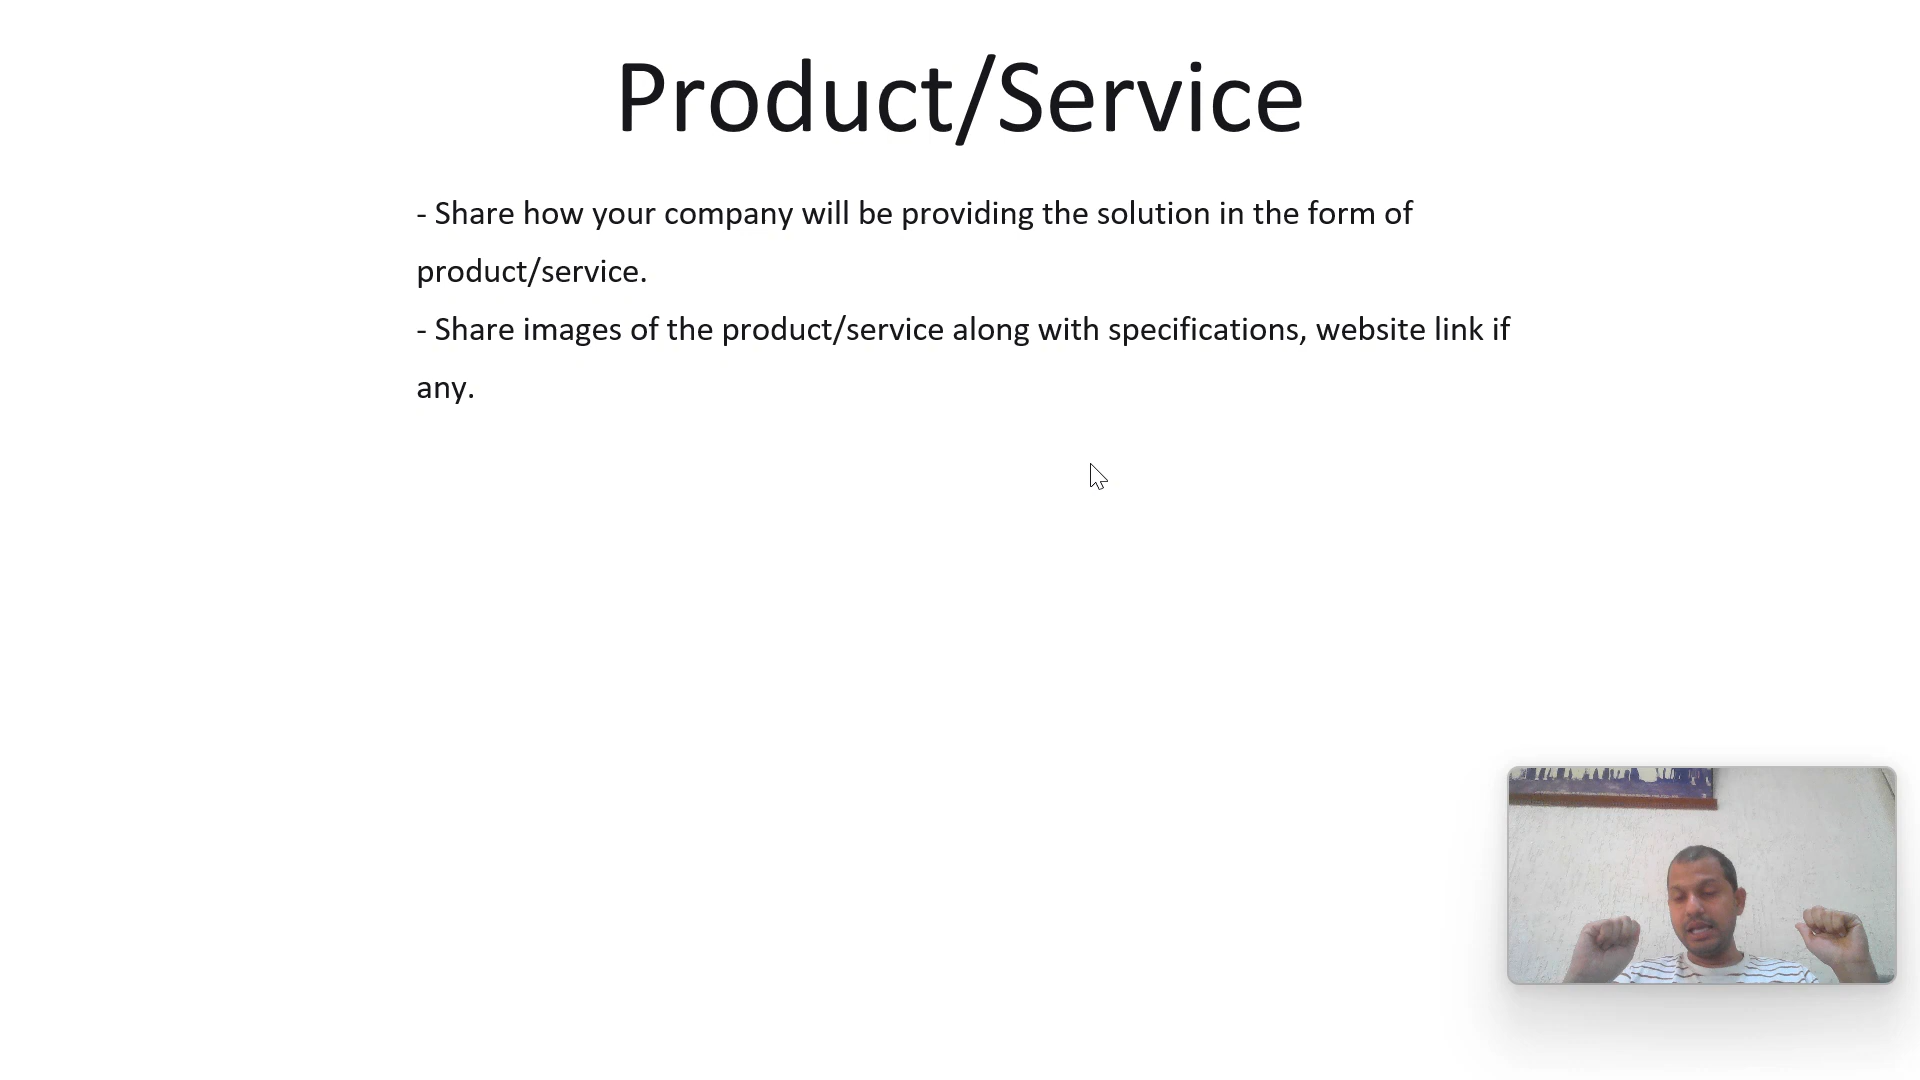 Product/Service
- Share how your company will be providing the solution in the form of
product/service.
- Share images of the product/service along with specifications, website link if
any.